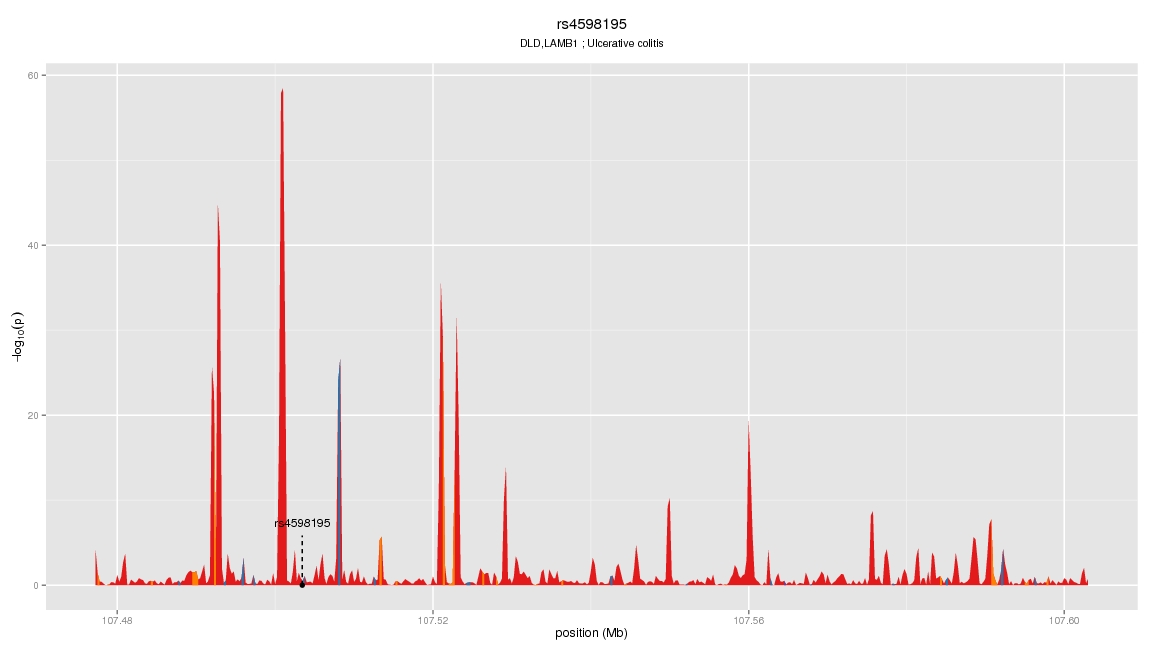 rs4598195
DLD,LAMB1 ; Ulcerative colitis
60
40
20
0
−log10(p)
rs4598195
107.48
107.52
107.56
107.60
position (Mb)